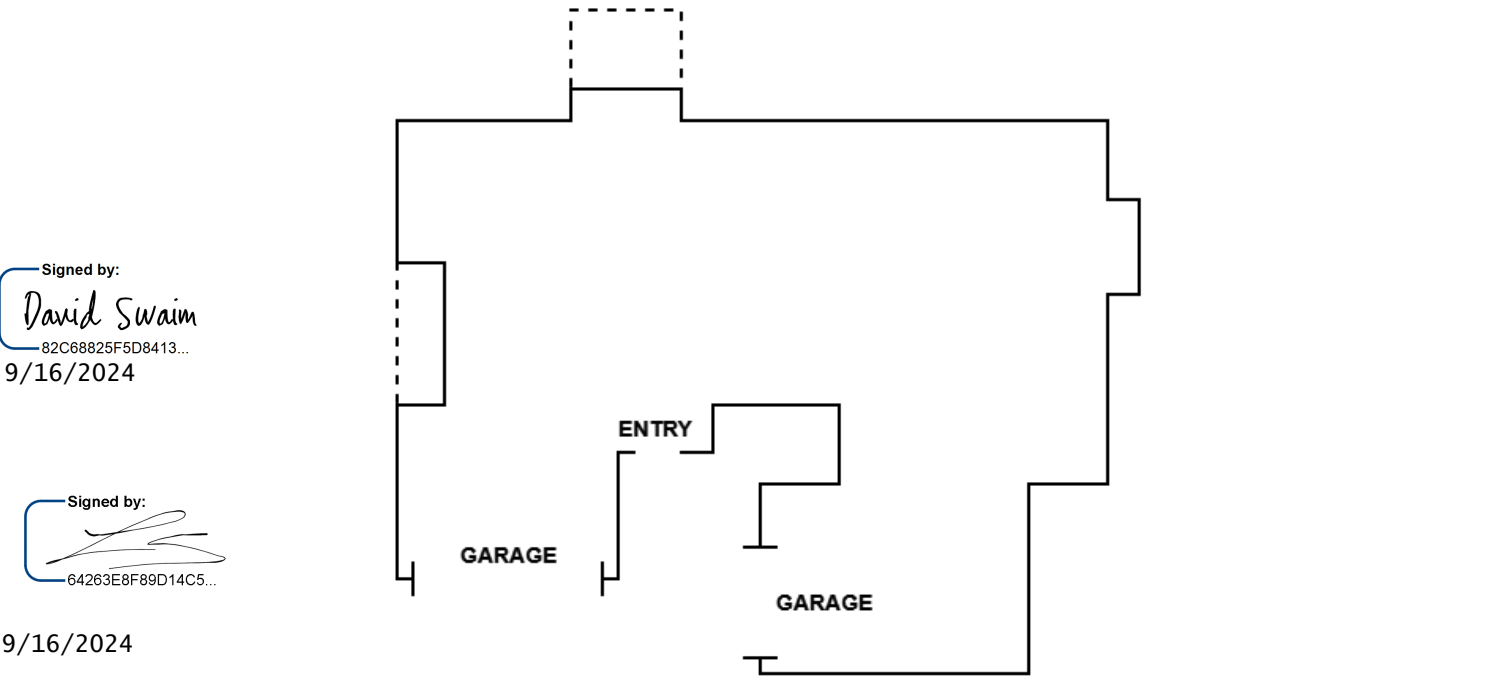 Signed by:
David Swaim
82C68825F5D8413...
9/16/2024
ENTRY
Signed by:
64263E8F89D14C5...
GARAGE
GARAGE
9/16/2024